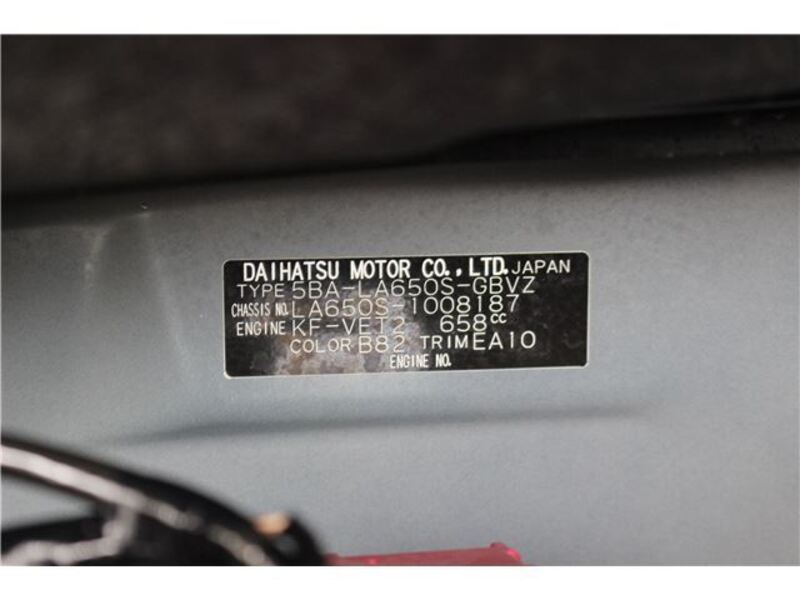 DAIHATSU MOTOR CO., LTD. JAPAN
TYPE 5BA-LA650S-GBVZ
CHASSIS NO. LA650S-1008187
ENGINE KF-VET2 658cc
COLOR B82 TRIM EA10
ENGINE NO.